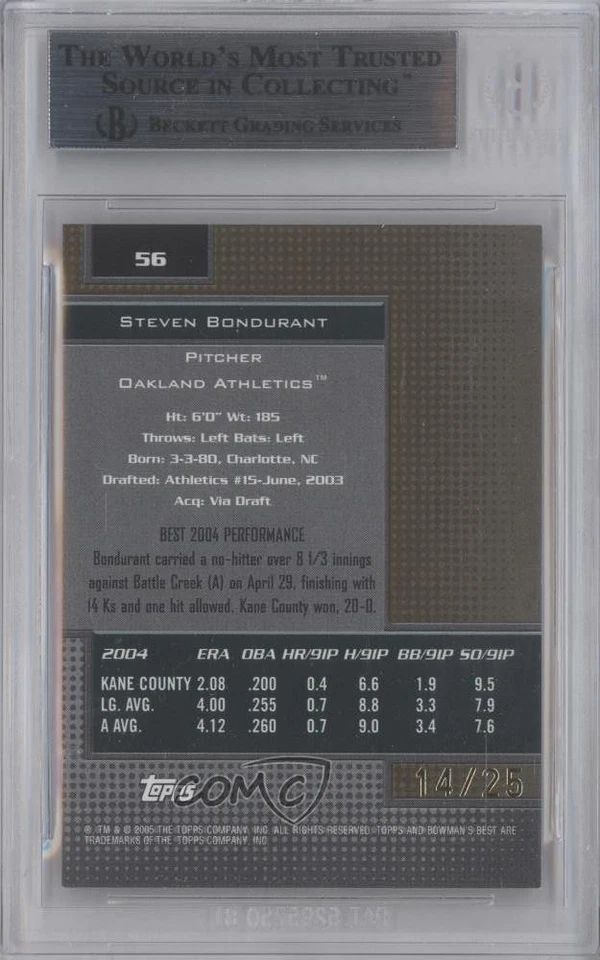 The World's Most Trusted
Source in Collecting™
B Beckett Grading Services
56
Steven Bondurant
Pitcher
Oakland Athletics™
Ht: 6'0" Wt: 185
Throws: Left Bats: Left
Born: 3-3-80, Charlotte, NC
Drafted: Athletics #15-June, 2003
Acq: Via Draft
BEST 2004 PERFORMANCE
Bondurant carried a no-hitter over 8 1/3 innings
against Battle Creek (A) on April 29, finishing with
14 Ks and one hit allowed. Kane County won, 20-0.
2004 ERA OBA HR/9IP H/9IP BB/9IP SO/9IP
KANE COUNTY 2.08 .200 0.4 6.6 1.9 9.5
LG. AVG. 4.00 .255 0.7 8.8 3.3 7.9
A AVG. 4.12 .260 0.7 9.0 3.4 7.6
Topps COMC 14/25
®, TM & © 2005 THE TOPPS COMPANY, INC. ALL RIGHTS RESERVED. TOPPS AND BOWMAN'S BEST ARE
TRADEMARKS OF THE TOPPS COMPANY, INC.